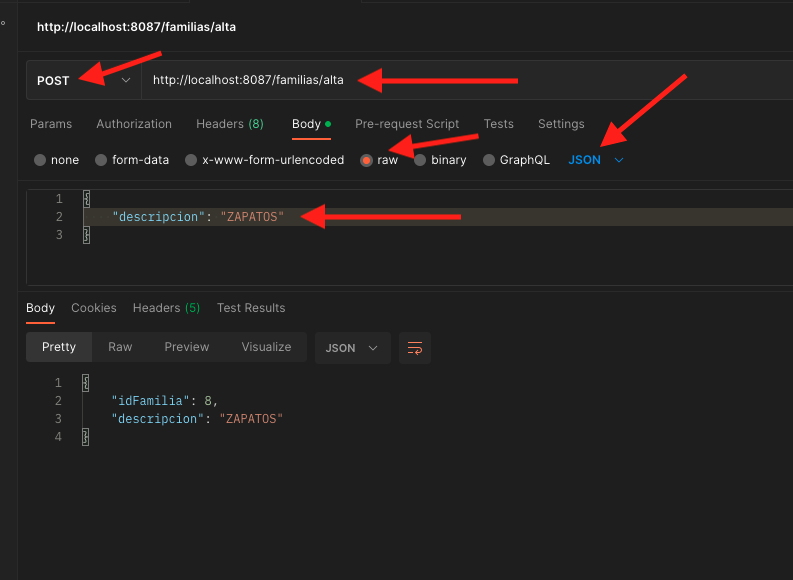 http://localhost:8087/familias/alta
POST http://localhost:8087/familias/alta
Params Authorization Headers (8) Body Pre-request Script Tests Settings
none form-data x-www-form-urlencoded raw binary GraphQL JSON
1 {
2 "descripcion": "ZAPATOS"
3 }
Body Cookies Headers (5) Test Results
Pretty Raw Preview Visualize JSON
1 {
2 "idFamilia": 8,
3 "descripcion": "ZAPATOS"
4 }